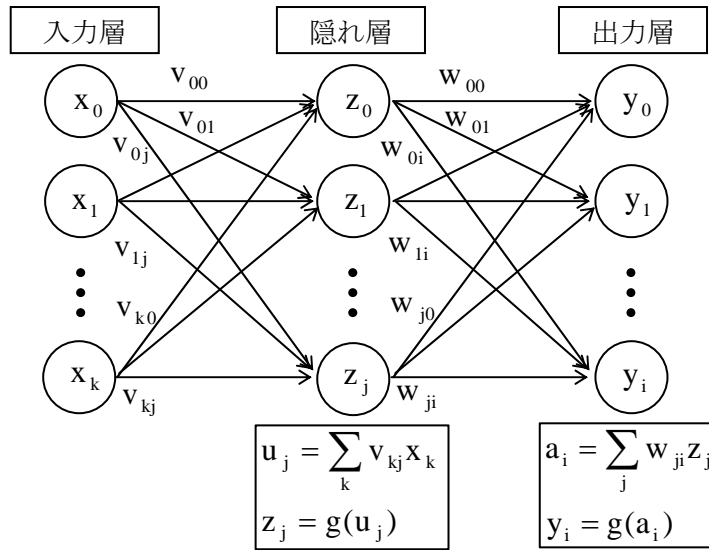 入力層 隠れ層 出力層
v₀₀ w₀₀
x₀ z₀ y₀
v₀₁ w₀₁
v₀ⱼ w₀ᵢ
x₁ z₁ y₁
v₁ⱼ w₁ᵢ
vₖ₀ wⱼ₀
xₖ zⱼ yᵢ
vₖⱼ wⱼᵢ
uⱼ = ∑ₖ vₖⱼxₖ
zⱼ = g(uⱼ)
aᵢ = ∑ⱼ wⱼᵢzⱼ
yᵢ = g(aᵢ)